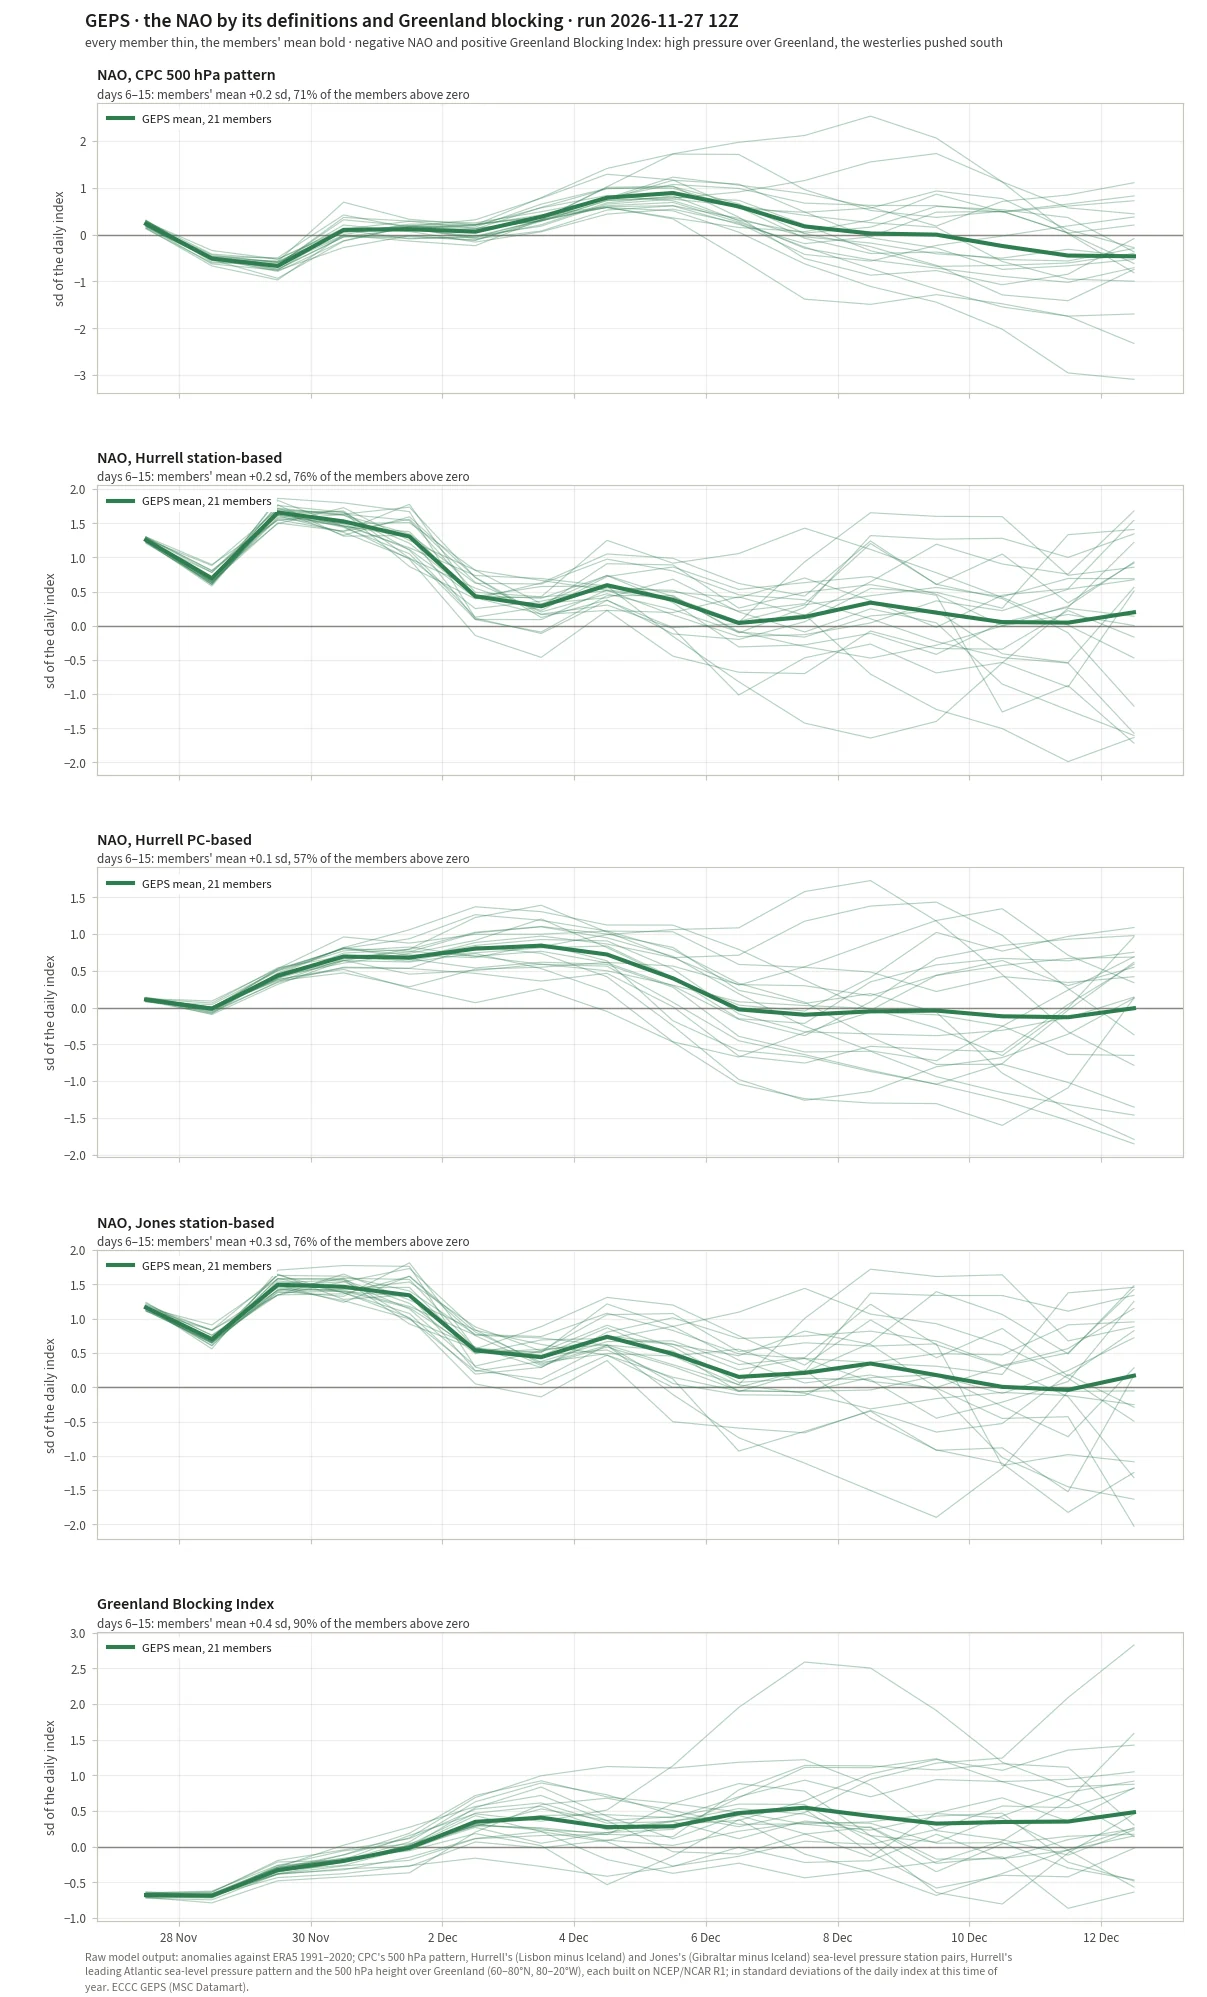 GEPS · the NAO by its definitions and Greenland blocking · run 2026-11-27 12Z
every member thin, the members' mean bold · negative NAO and positive Greenland Blocking Index: high pressure over Greenland, the westerlies pushed south
NAO, CPC 500 hPa pattern
days 6–15: members' mean +0.2 sd, 71% of the members above zero
GEPS mean, 21 members
sd of the daily index
2
1
0
−1
−2
−3
NAO, Hurrell station-based
days 6–15: members' mean +0.2 sd, 76% of the members above zero
GEPS mean, 21 members
sd of the daily index
2.0
1.5
1.0
0.5
0.0
−0.5
−1.0
−1.5
−2.0
NAO, Hurrell PC-based
days 6–15: members' mean +0.1 sd, 57% of the members above zero
GEPS mean, 21 members
sd of the daily index
1.5
1.0
0.5
0.0
−0.5
−1.0
−1.5
−2.0
NAO, Jones station-based
days 6–15: members' mean +0.3 sd, 76% of the members above zero
GEPS mean, 21 members
sd of the daily index
2.0
1.5
1.0
0.5
0.0
−0.5
−1.0
−1.5
−2.0
Greenland Blocking Index
days 6–15: members' mean +0.4 sd, 90% of the members above zero
GEPS mean, 21 members
sd of the daily index
3.0
2.5
2.0
1.5
1.0
0.5
0.0
−0.5
−1.0
28 Nov 30 Nov 2 Dec 4 Dec 6 Dec 8 Dec 10 Dec 12 Dec
Raw model output: anomalies against ERA5 1991–2020; CPC's 500 hPa pattern, Hurrell's (Lisbon minus Iceland) and Jones's (Gibraltar minus Iceland) sea-level pressure station pairs, Hurrell's
leading Atlantic sea-level pressure pattern and the 500 hPa height over Greenland (60–80°N, 80–20°W), each built on NCEP/NCAR R1; in standard deviations of the daily index at this time of
year. ECCC GEPS (MSC Datamart).